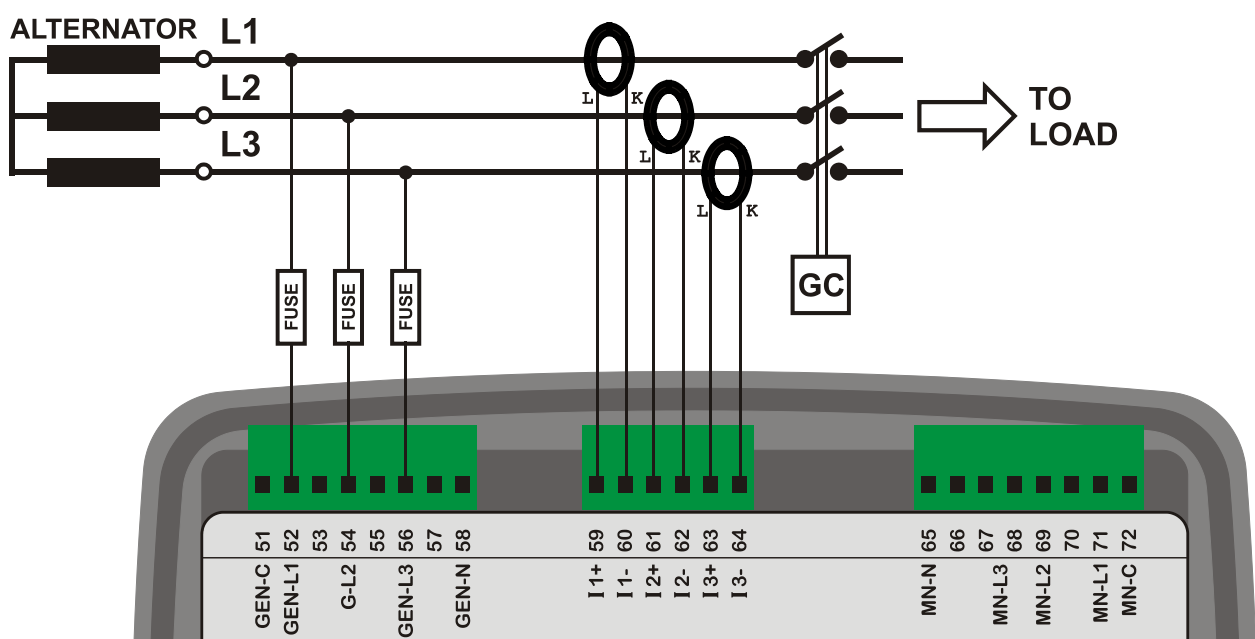 ALTERNATOR
L1
L2
L3
L K
L K
L K
TO
LOAD
GC
FUSE
FUSE
FUSE
51 52 53 54 55 56 57 58
59 60 61 62 63 64
65 66 67 68 69 70 71 72
GEN-C
GEN-L1
G-L2
GEN-L3
GEN-N
I 1+
I 1-
I 2+
I 2-
I 3+
I 3-
MN-N
MN-L3
MN-L2
MN-L1
MN-C